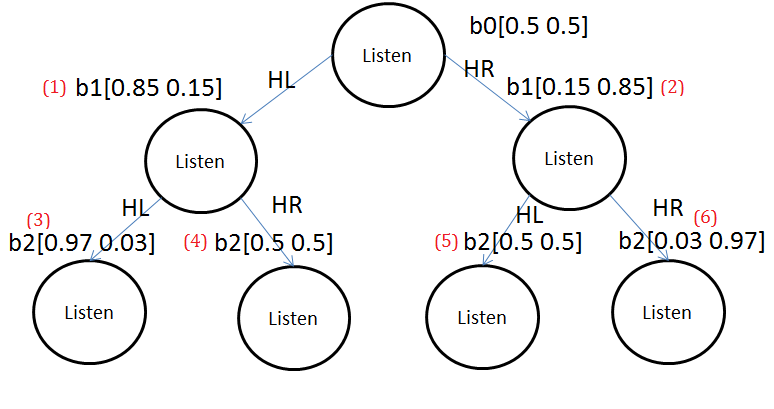 b0[0.5 0.5]
Listen
HL
HR
(1) b1[0.85 0.15]
b1[0.15 0.85] (2)
Listen
Listen
HL
HR
HL
HR
(3)
b2[0.97 0.03]
(4) b2[0.5 0.5]
(5) b2[0.5 0.5]
(6)
b2[0.03 0.97]
Listen
Listen
Listen
Listen